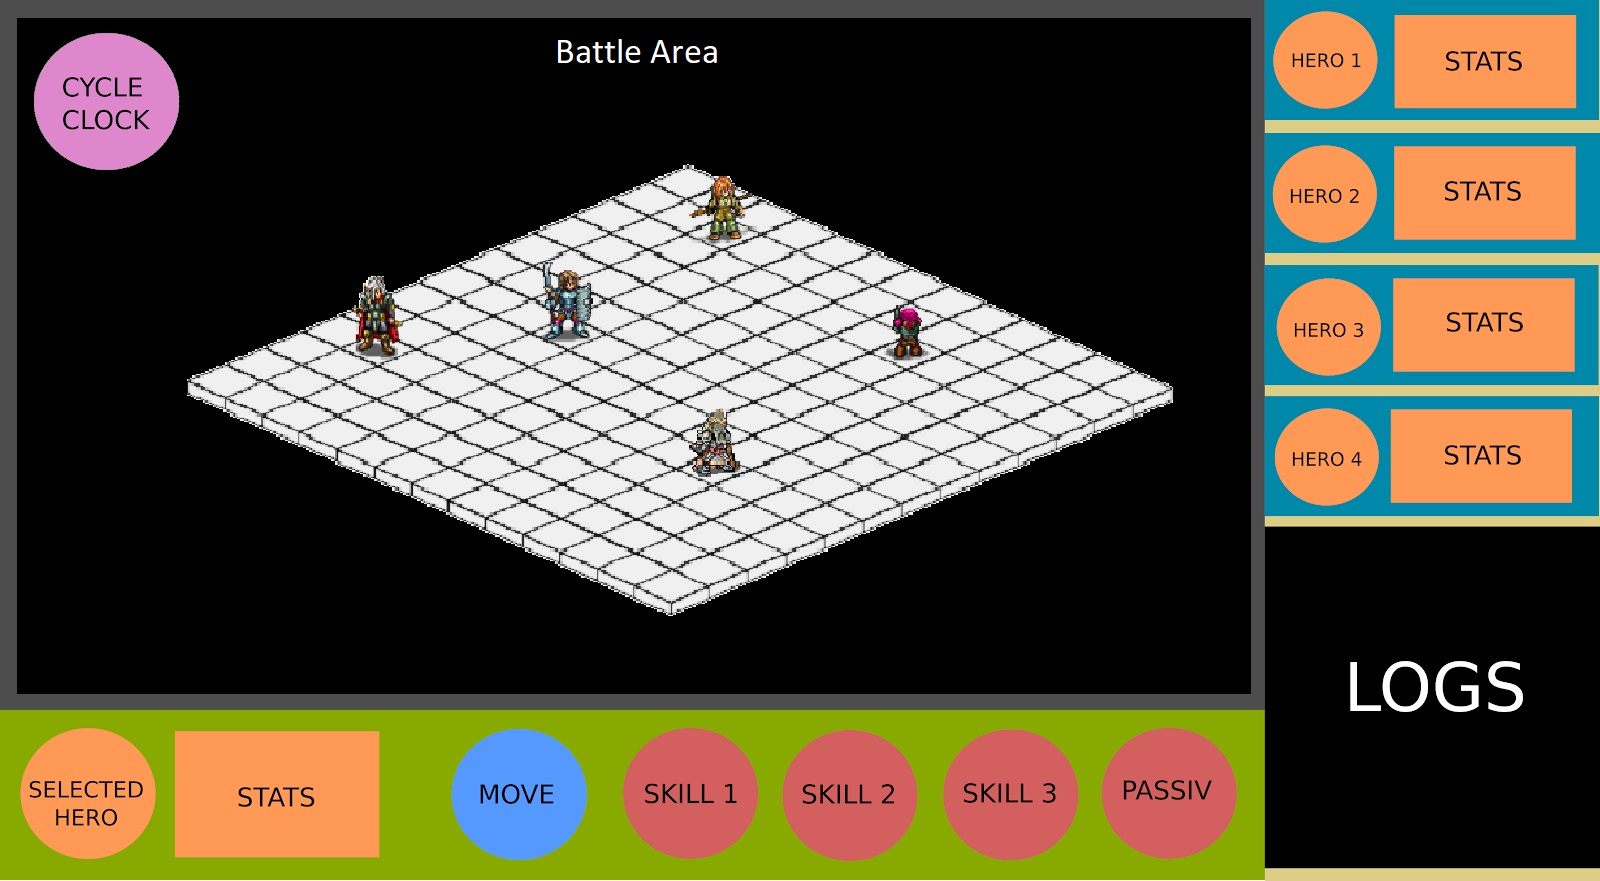 Battle Area
CYCLE
CLOCK
HERO 1
STATS
HERO 2
STATS
HERO 3
STATS
HERO 4
STATS
LOGS
SELECTED
HERO
STATS
MOVE
SKILL 1
SKILL 2
SKILL 3
PASSIV